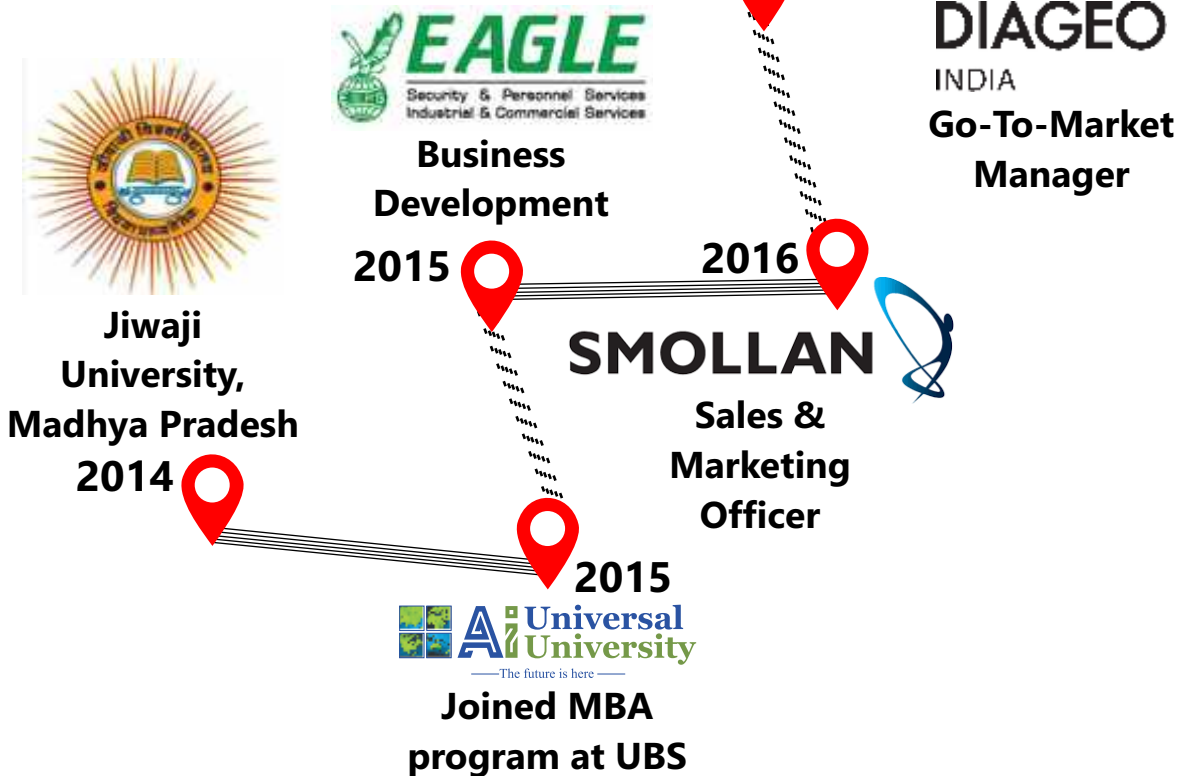 EAGLE
Security & Personnel Services
Industrial & Commercial Services
Business
Development
2015
DIAGEO
INDIA
Go-To-Market
Manager
2016
SMOLLAN
Sales &
Marketing
Officer
Jiwaji
University,
Madhya Pradesh
2014
2015
Ai Universal
University
The future is here
Joined MBA
program at UBS